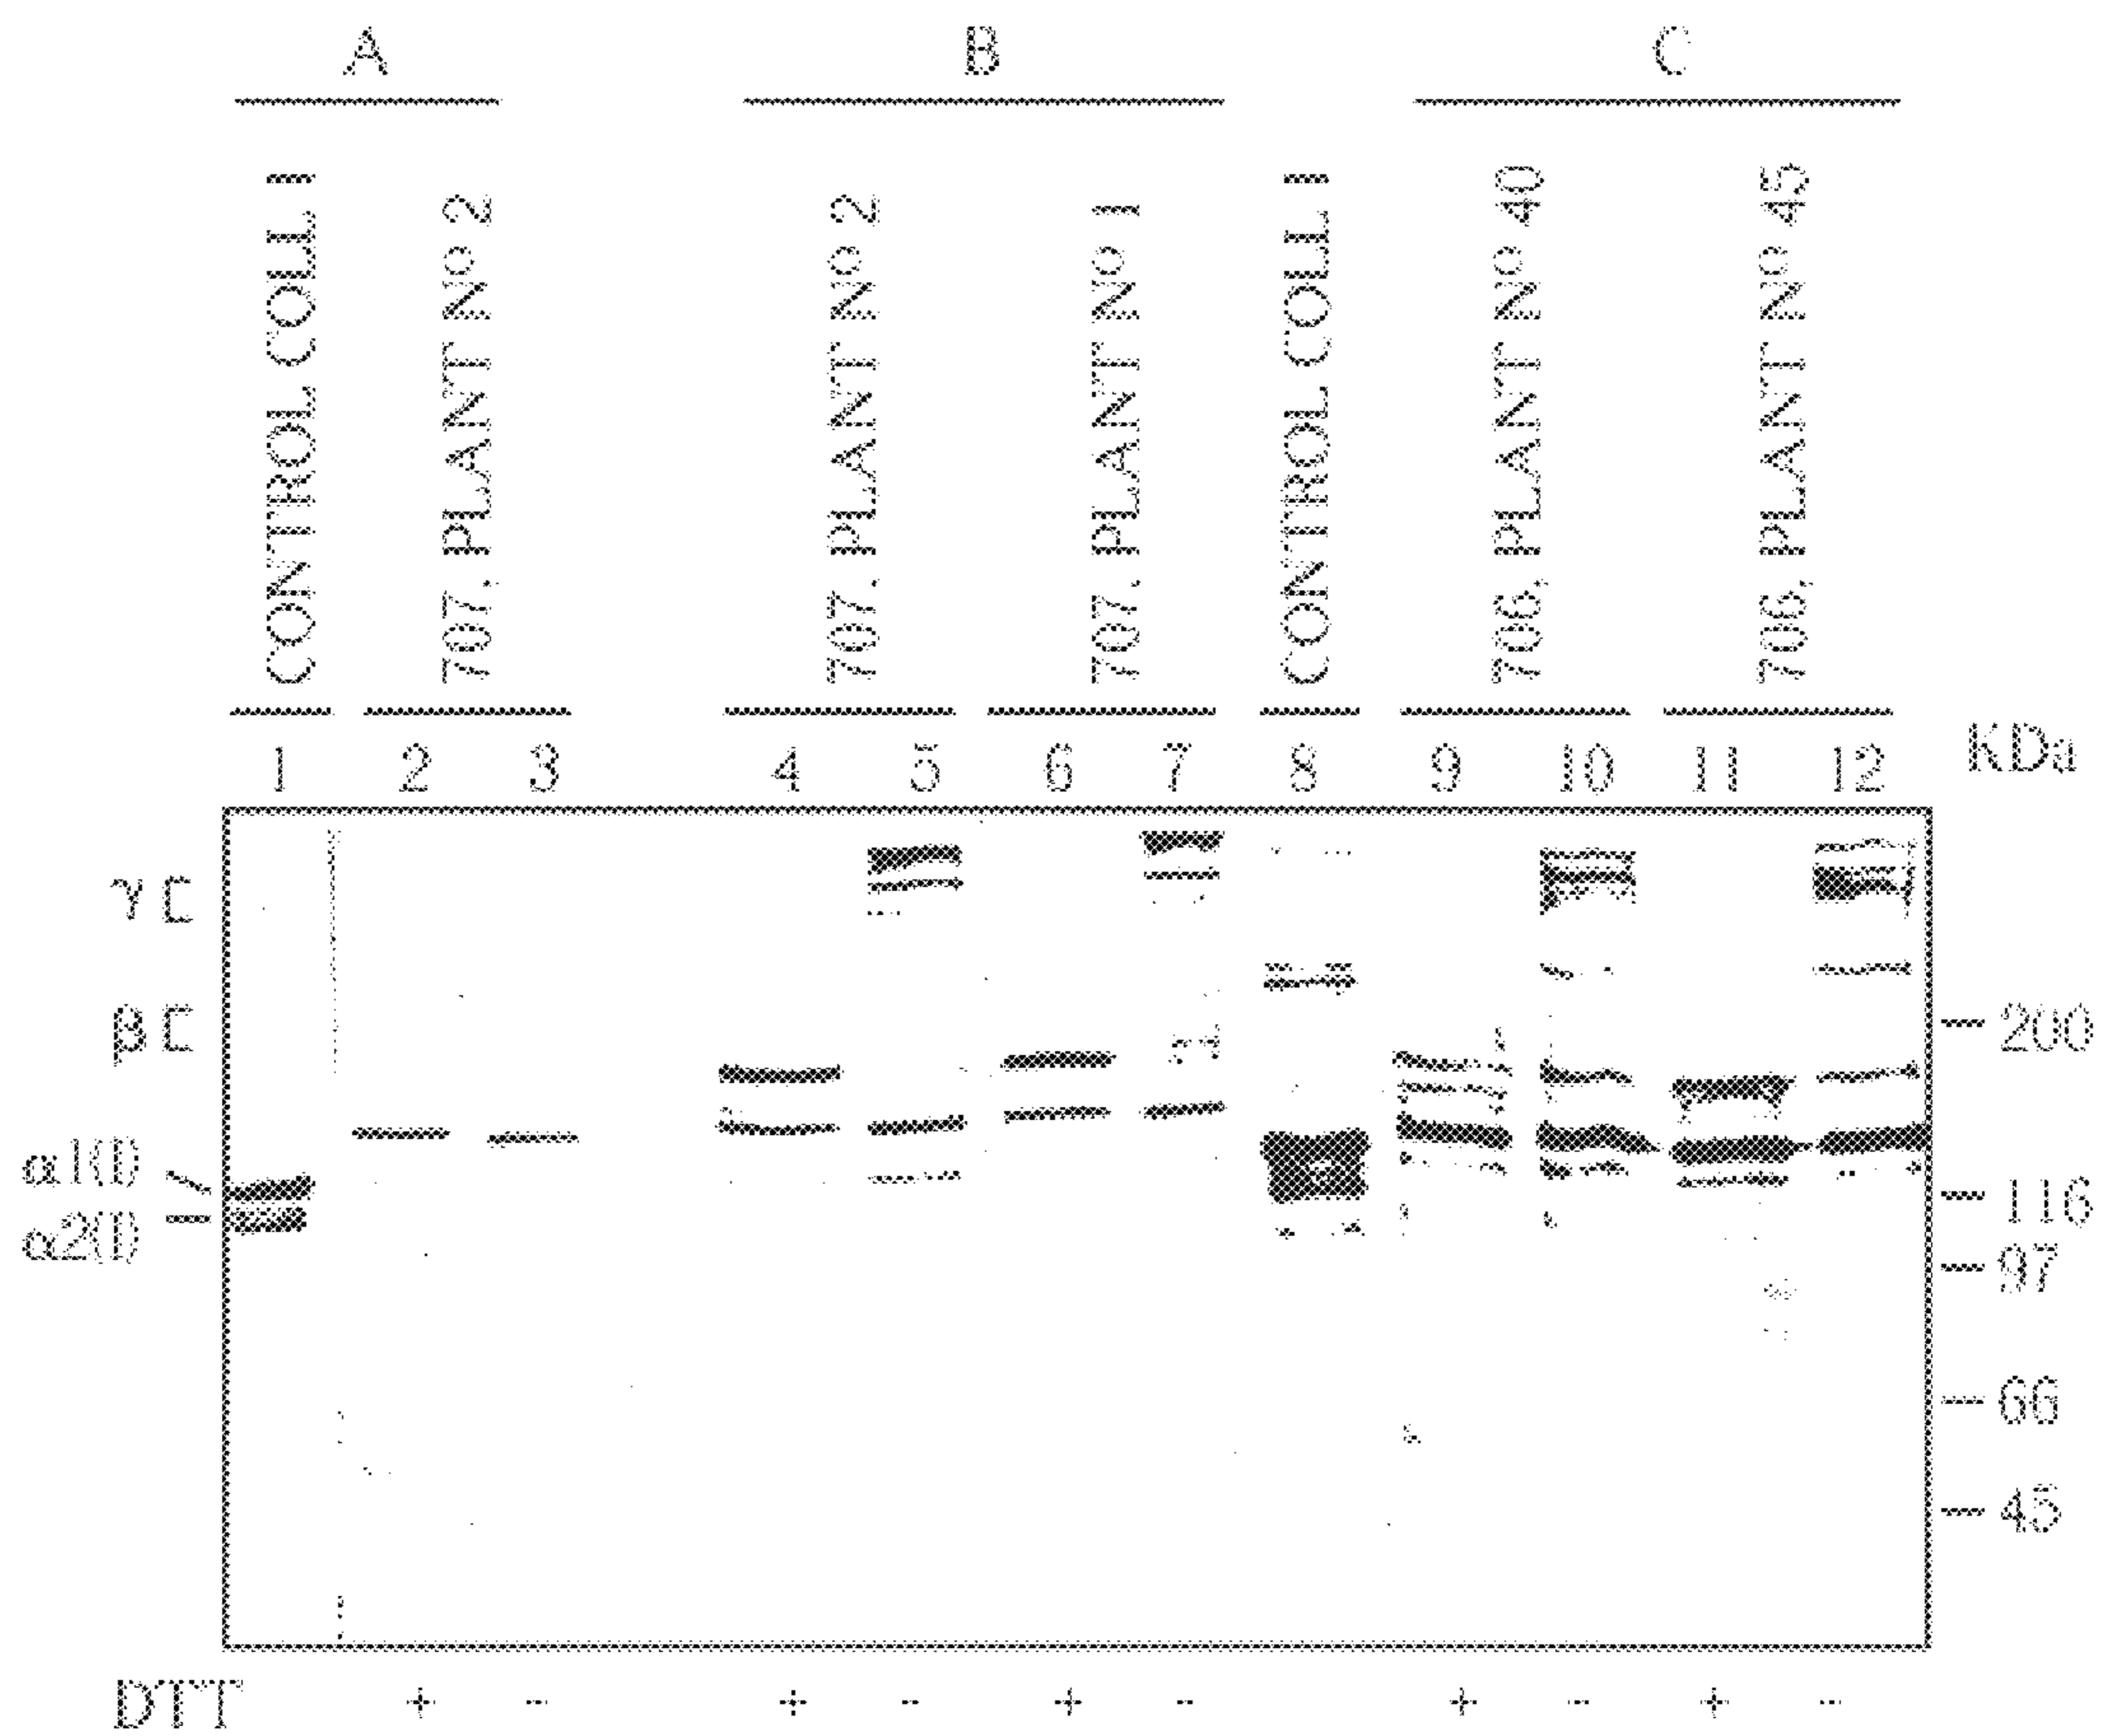 A B C
CONTROL COLL I
707, PLANT Nº 2
707. PLANT Nº 2
707, PLANT Nº 1
CONTROL COLL I
706, PLANT Nº 40
706, PLANT Nº 45
1 2 3 4 5 6 7 8 9 10 11 12 KDa
γ
β
200
α1(I)
116
α2(I)
97
66
45
DTT + - + - + - + - + -